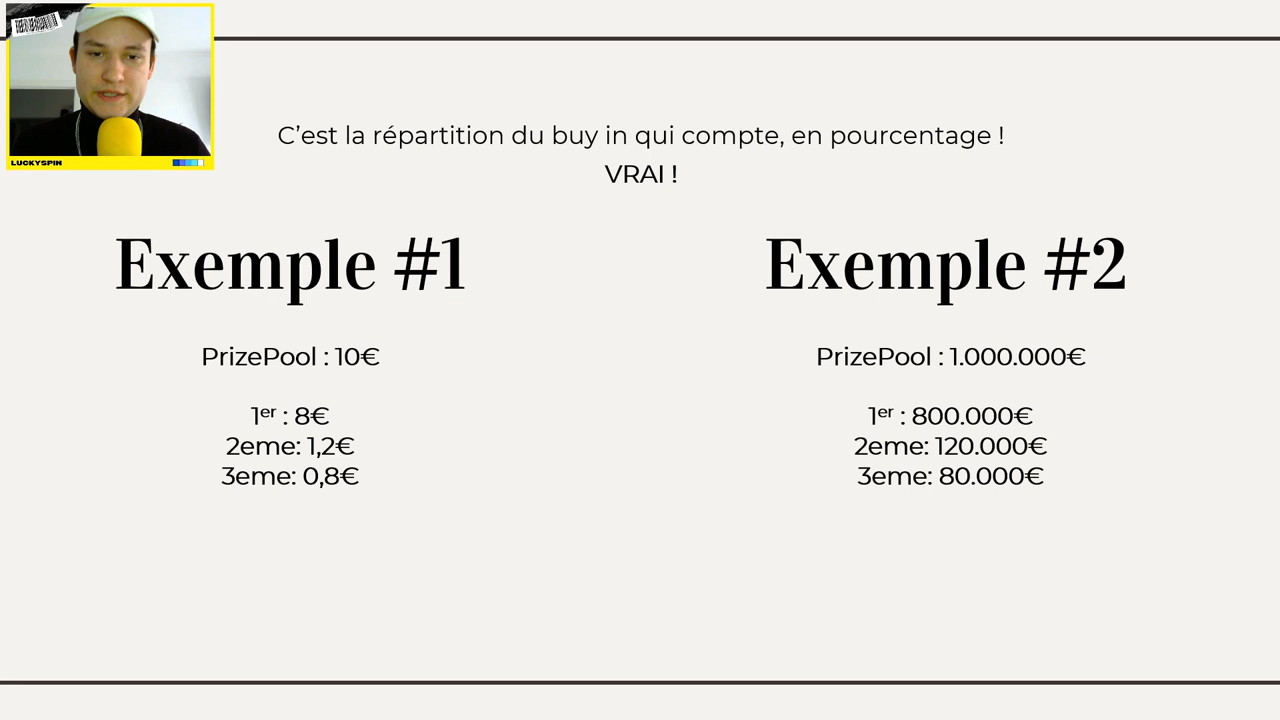 LUCKYSPIN
C’est la répartition du buy in qui compte, en pourcentage !
VRAI !
Exemple #1
PrizePool : 10€
1er : 8€
2eme: 1,2€
3eme: 0,8€
Exemple #2
PrizePool : 1.000.000€
1er : 800.000€
2eme: 120.000€
3eme: 80.000€